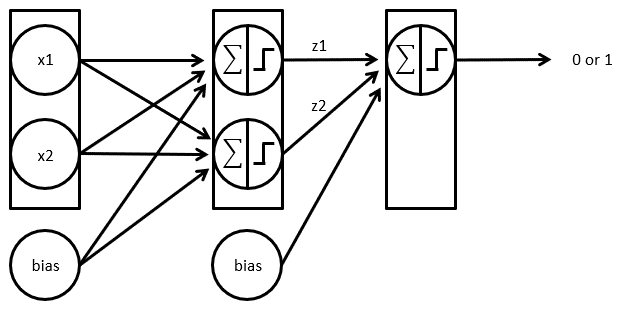 x1
x2
bias
∑
∑
bias
z1
z2
∑
0 or 1